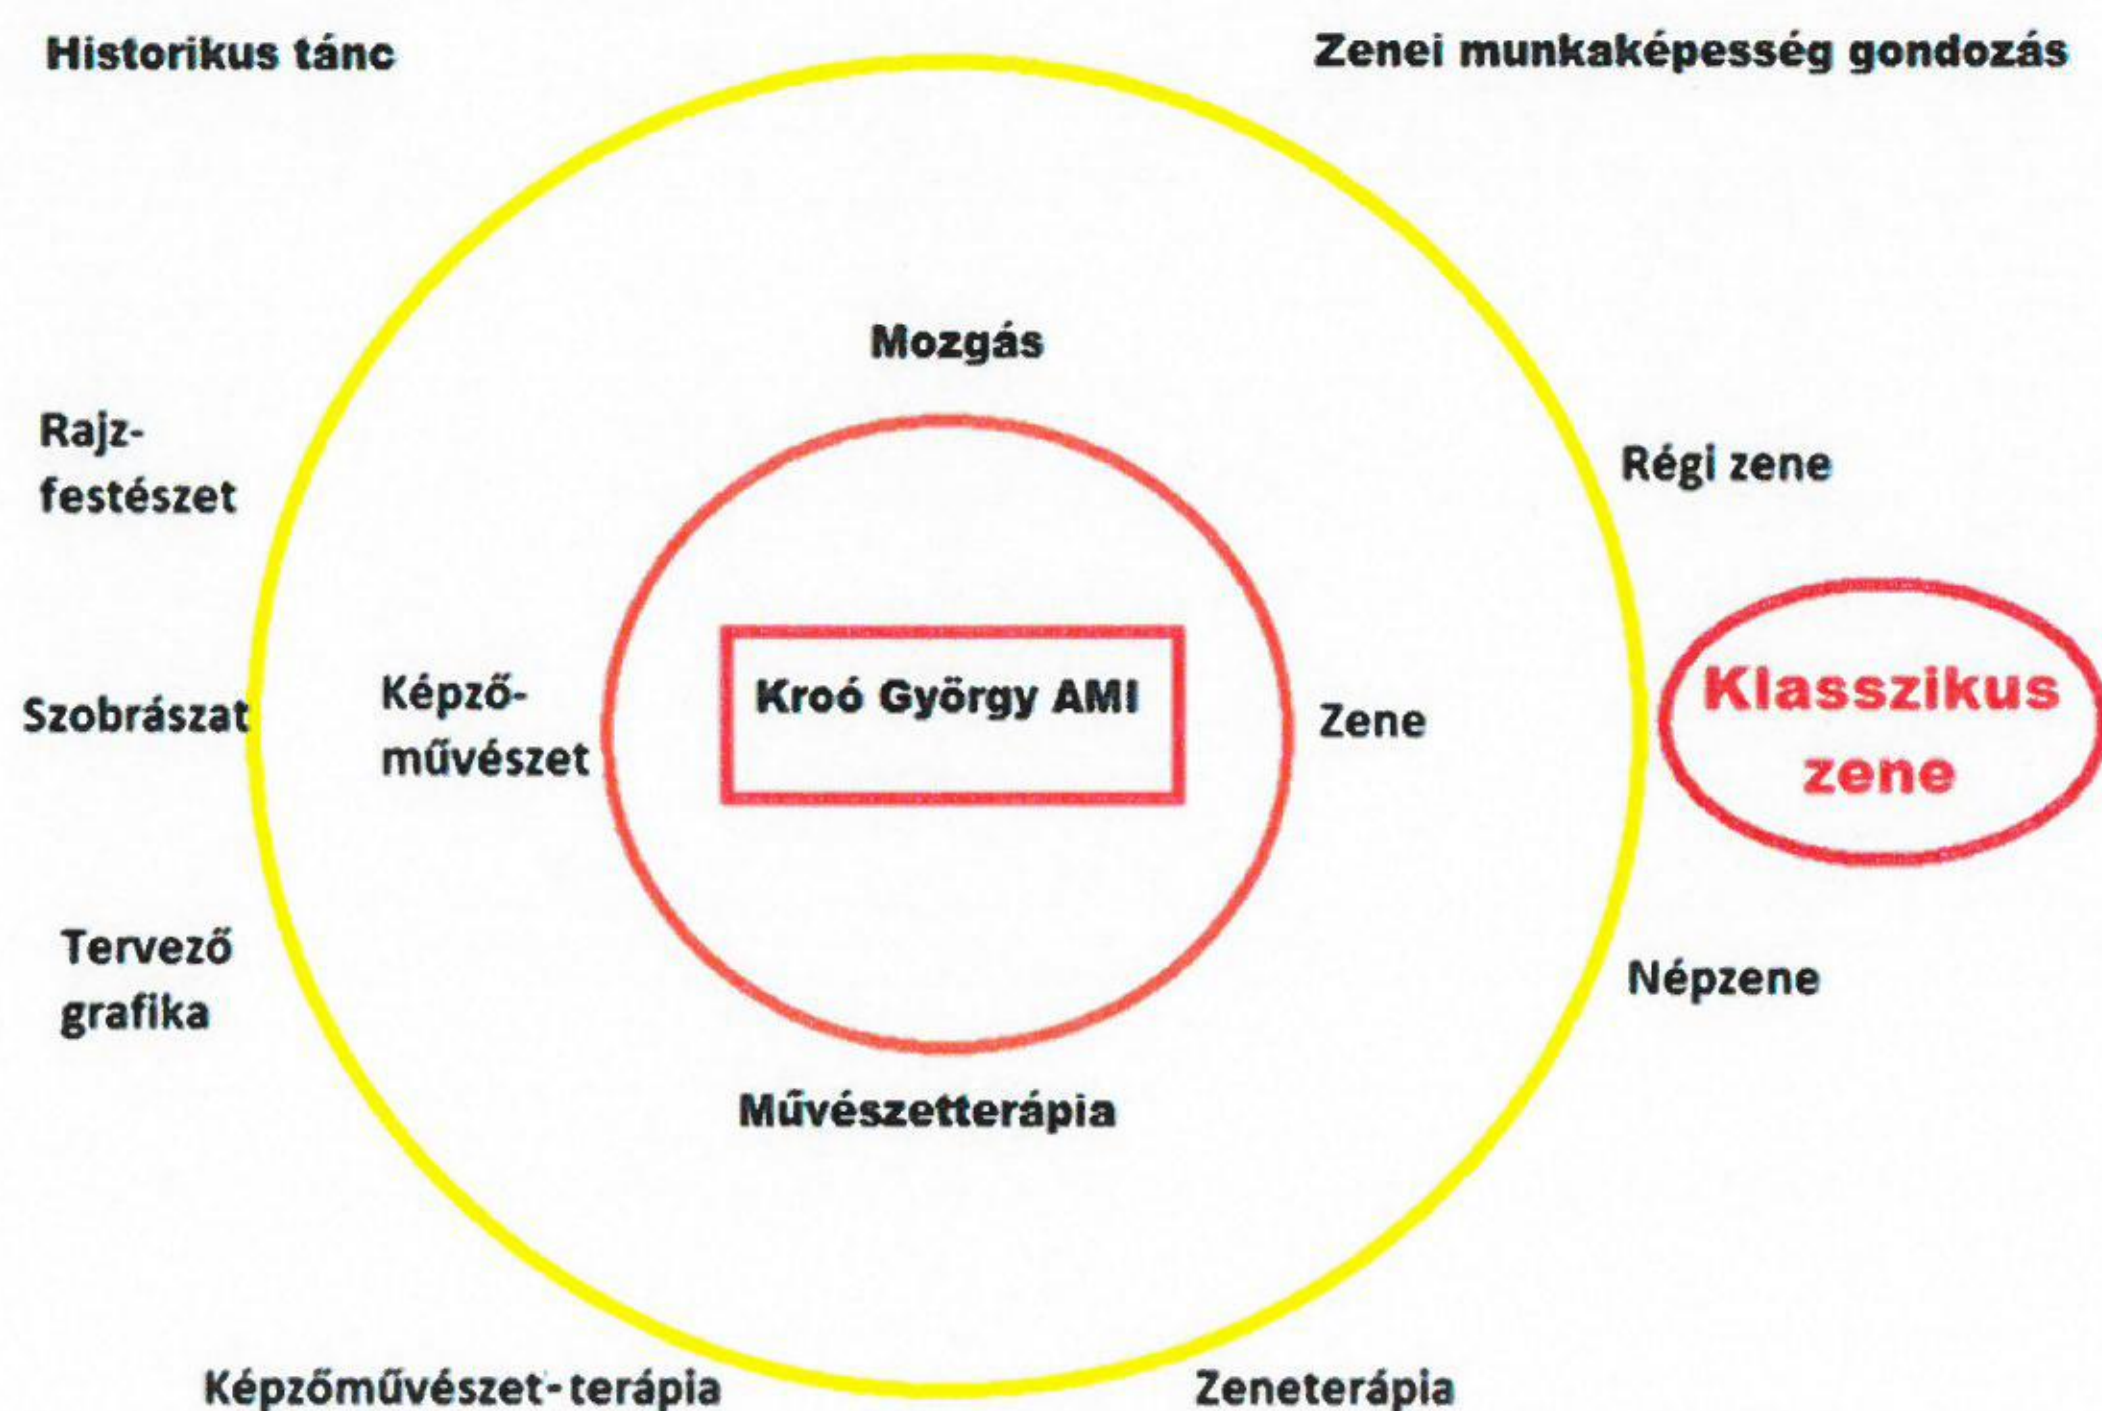 Historikus tánc
Zenei munkaképesség gondozás
Mozgás
Rajz-
festészet
Régi zene
Szobrászat
Képző-
művészet
Kroó György AMI
Zene
Klasszikus
zene
Tervező
grafika
Népzene
Művészetterápia
Képzőművészet-terápia
Zeneterápia